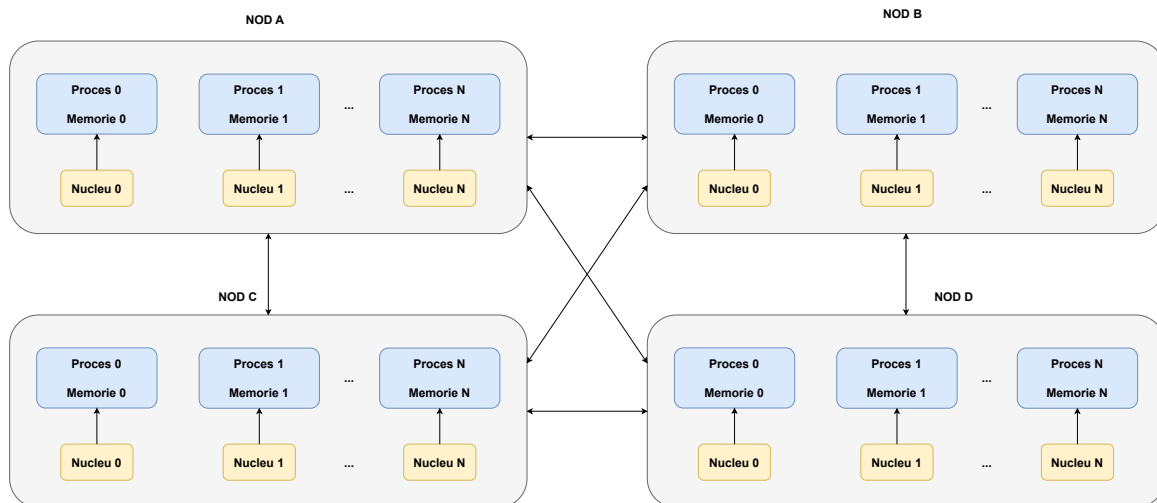 NOD A
Proces 0
Memorie 0
Proces 1
Memorie 1
...
Proces N
Memorie N
Nucleu 0
Nucleu 1
...
Nucleu N
NOD B
Proces 0
Memorie 0
Proces 1
Memorie 1
...
Proces N
Memorie N
Nucleu 0
Nucleu 1
...
Nucleu N
NOD C
Proces 0
Memorie 0
Proces 1
Memorie 1
...
Proces N
Memorie N
Nucleu 0
Nucleu 1
...
Nucleu N
NOD D
Proces 0
Memorie 0
Proces 1
Memorie 1
...
Proces N
Memorie N
Nucleu 0
Nucleu 1
...
Nucleu N